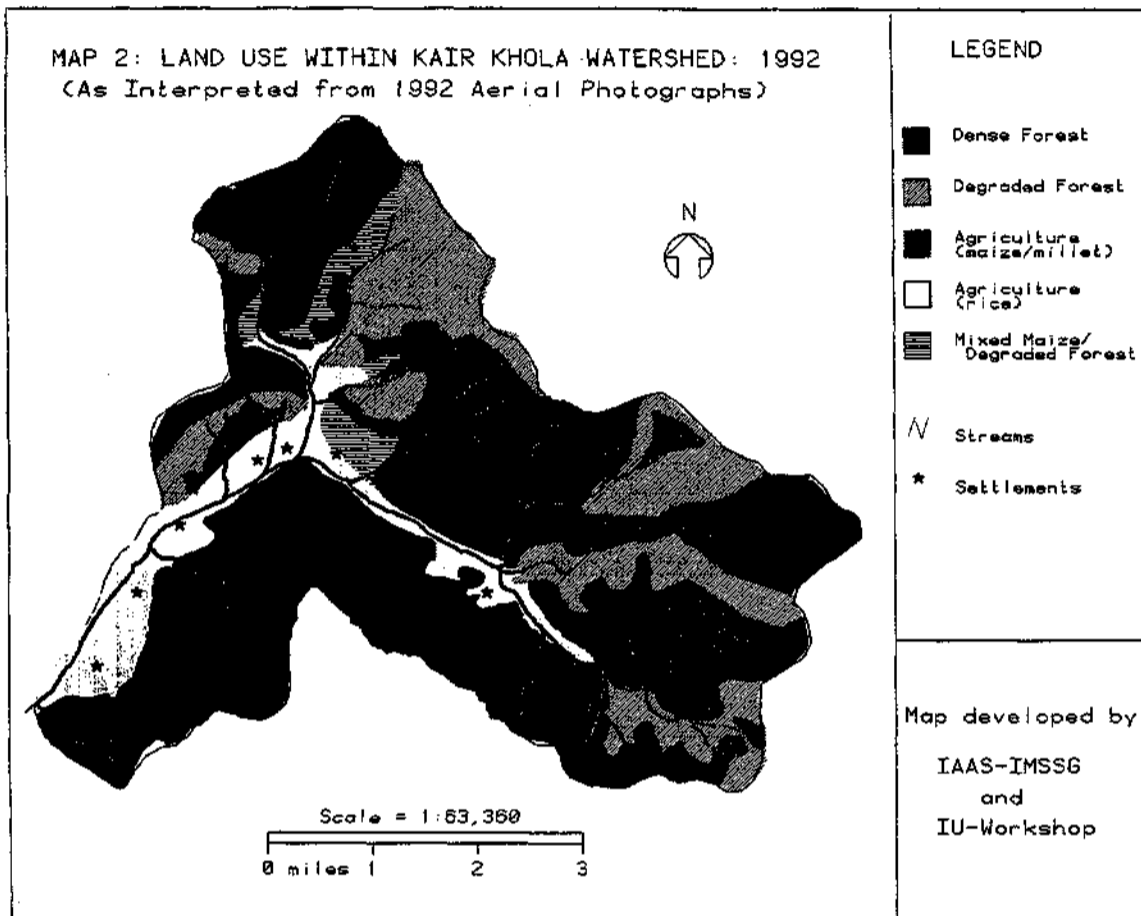 MAP 2: LAND USE WITHIN KAIR KHOLA WATERSHED: 1992
(As Interpreted from 1992 Aerial Photographs)
N
Scale = 1:63,360
0 miles 1 2 3
LEGEND
Dense Forest
Degraded Forest
Agriculture
(maize/millet)
Agriculture
(rice)
Mixed Maize/
Degraded Forest
Streams
* Settlements
Map developed by
IAAS-IMSSG
and
IU-Workshop